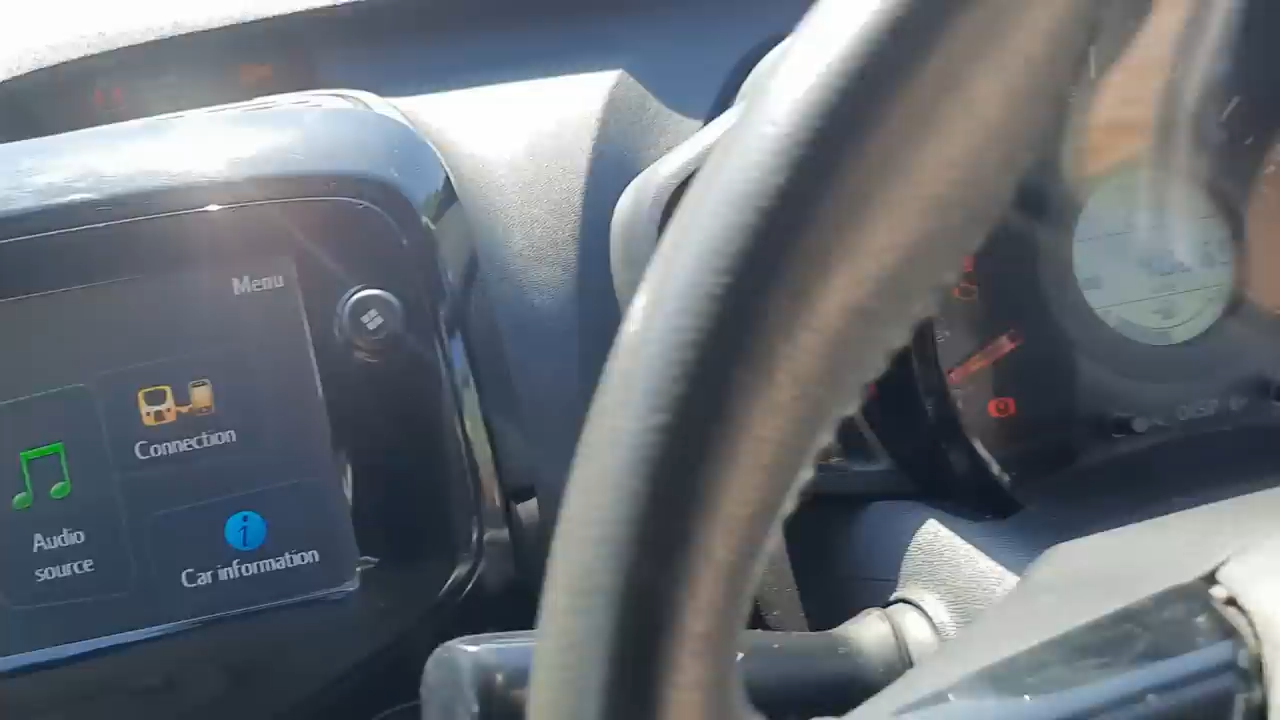 Menu
Connection
Audio
source
Car information